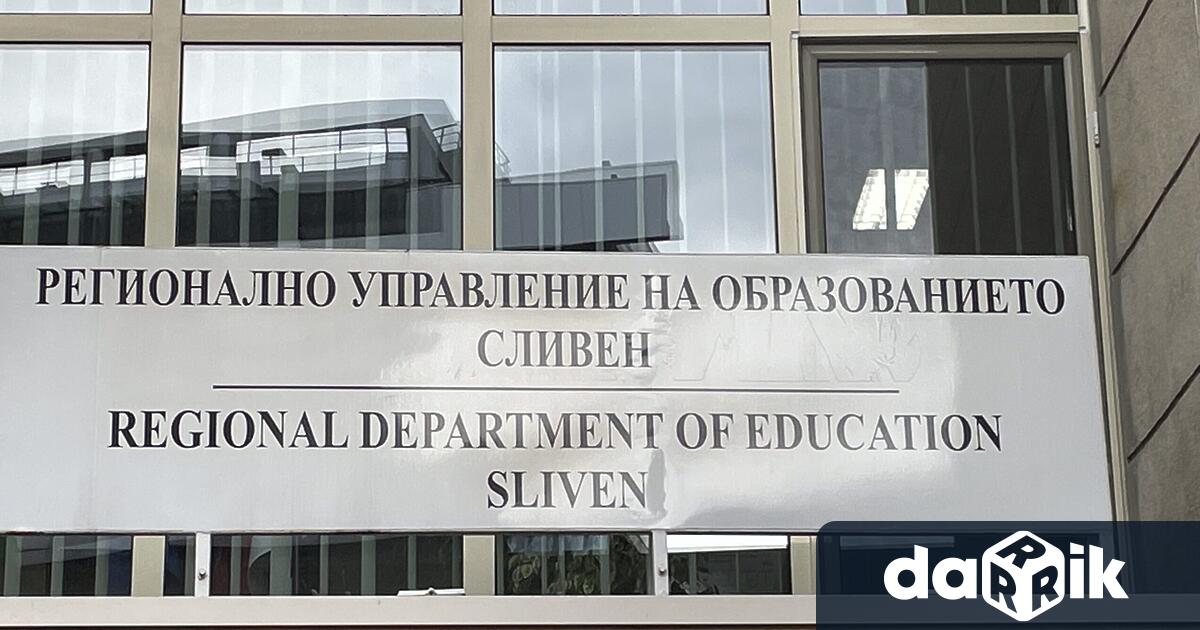 РЕГИОНАЛНО УПРАВЛЕНИЕ НА ОБРАЗОВАНИЕТО
СЛИВЕН
REGIONAL DEPARTMENT OF EDUCATION
SLIVEN
darik